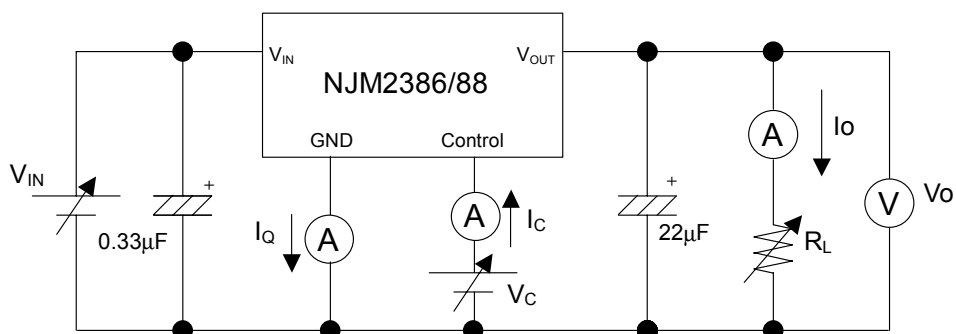 V_IN
V_OUT
NJM2386/88
GND
Control
V_IN
+
0.33µF
I_Q
A
A
I_C
V_C
+
22µF
A
Io
R_L
V
Vo